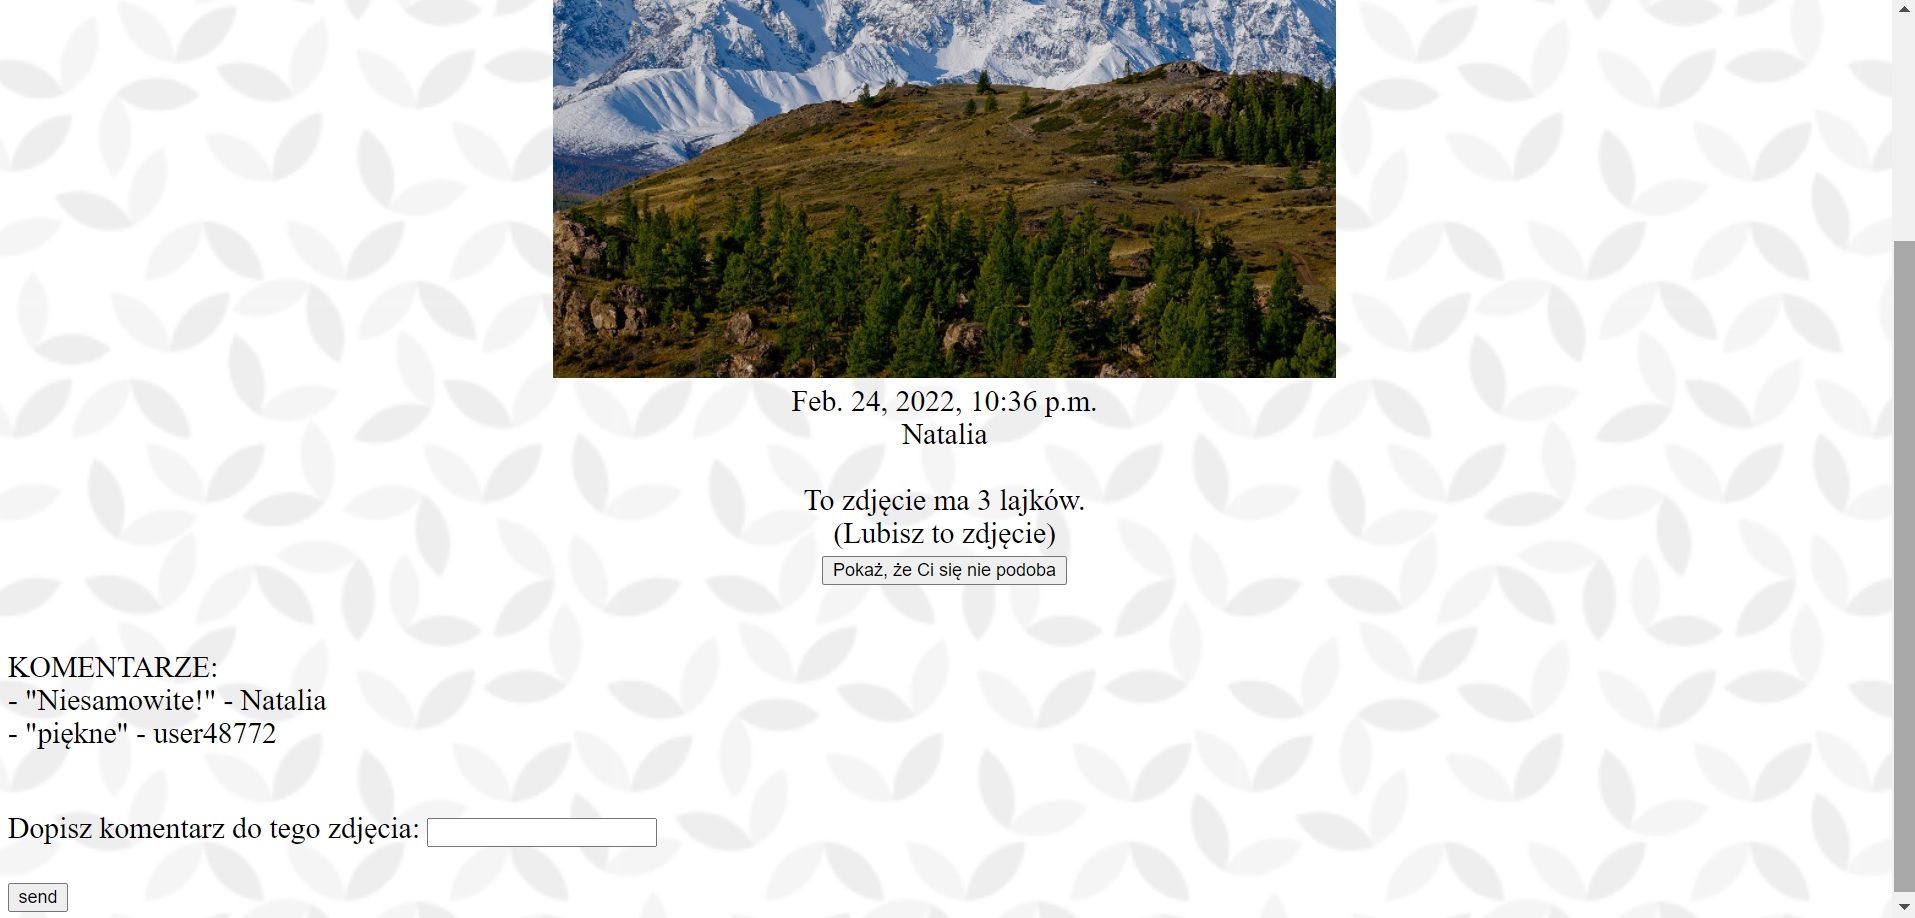 Feb. 24, 2022, 10:36 p.m.
Natalia
To zdjęcie ma 3 lajków.
(Lubisz to zdjęcie)
Pokaż, że Ci się nie podoba
KOMENTARZE:
- "Niesamowite!" - Natalia
- "piękne" - user48772
Dopisz komentarz do tego zdjęcia:
send